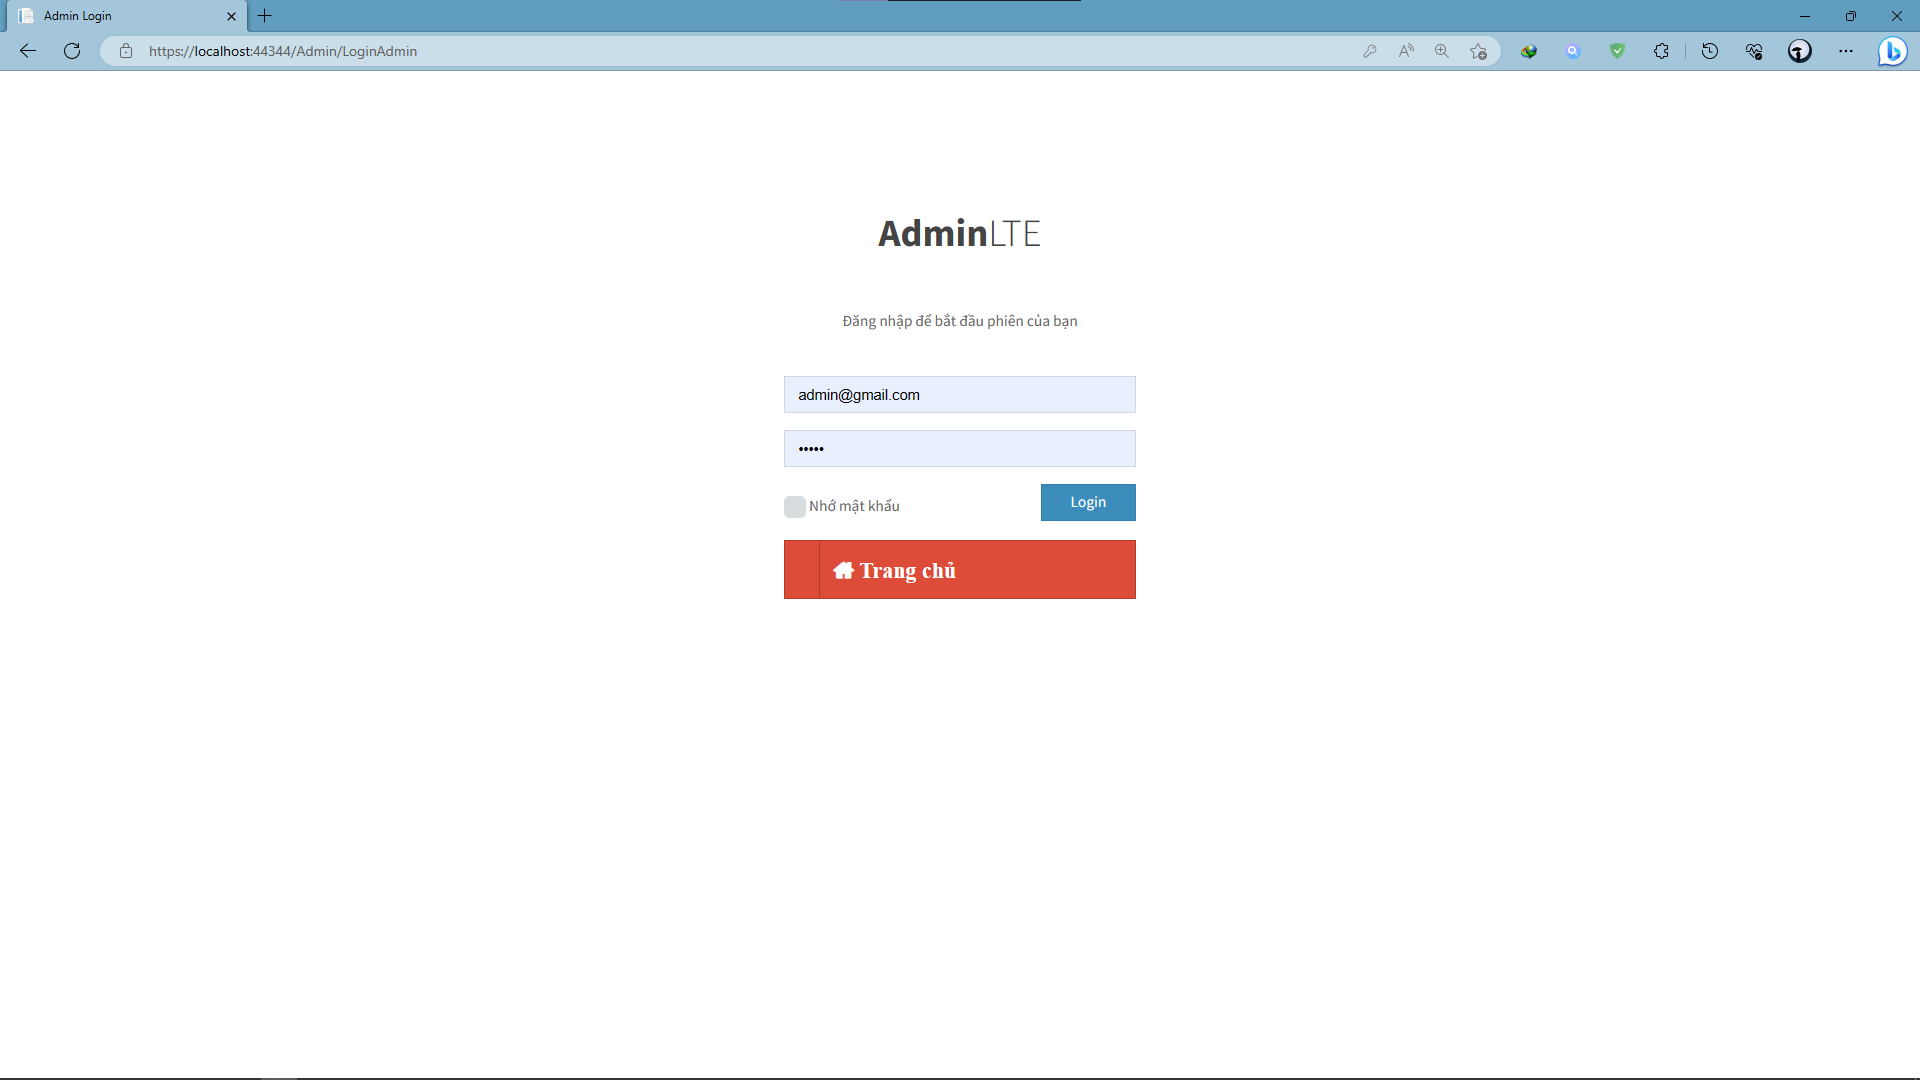 Admin Login
https://localhost:44344/Admin/LoginAdmin
AdminLTE
Đăng nhập để bắt đầu phiên của bạn
admin@gmail.com
•••••
Nhớ mật khẩu
Login
Trang chủ